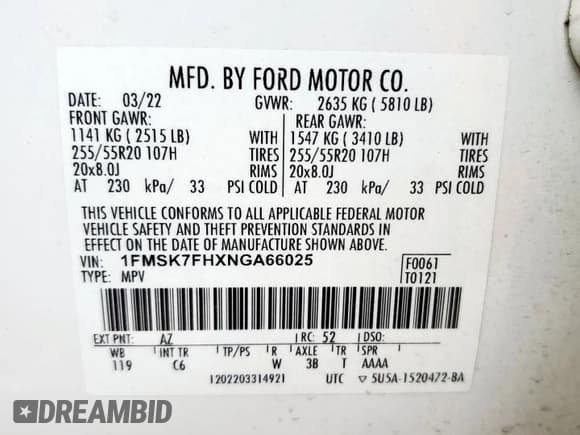 MFD. BY FORD MOTOR CO.
DATE: 03/22 GVWR: 2635 KG ( 5810 LB)
FRONT GAWR: REAR GAWR:
1141 KG ( 2515 LB) WITH 1547 KG ( 3410 LB) WITH
255/55R20 107H TIRES 255/55R20 107H TIRES
20x8.0J RIMS 20x8.0J RIMS
AT 230 kPa/ 33 PSI COLD AT 230 kPa/ 33 PSI COLD
THIS VEHICLE CONFORMS TO ALL APPLICABLE FEDERAL MOTOR
VEHICLE SAFETY AND THEFT PREVENTION STANDARDS IN
EFFECT ON THE DATE OF MANUFACTURE SHOWN ABOVE.
VIN: 1FMSK7FHXNGA66025 F0061
TYPE: MPV T0121
EXT PNT: AZ RC: 52 DSO:
WB INT TR TP/PS R AXLE TR SPR
119 C6 W 3B T AAAA
1202203314921 UTC ▽ 5U5A-1520472-BA
DREAMBID